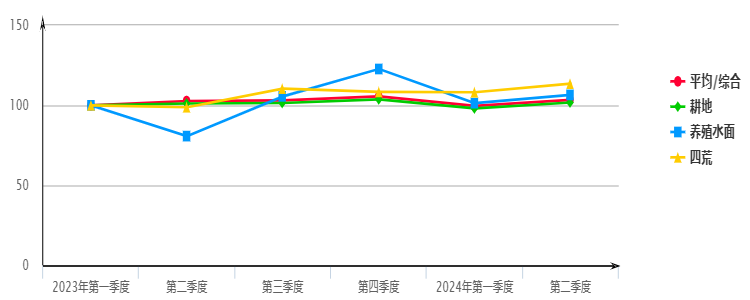 150
100
50
0
2023年第一季度
第二季度
第三季度
第四季度
2024年第一季度
第二季度
平均/综合
耕地
养殖水面
四荒